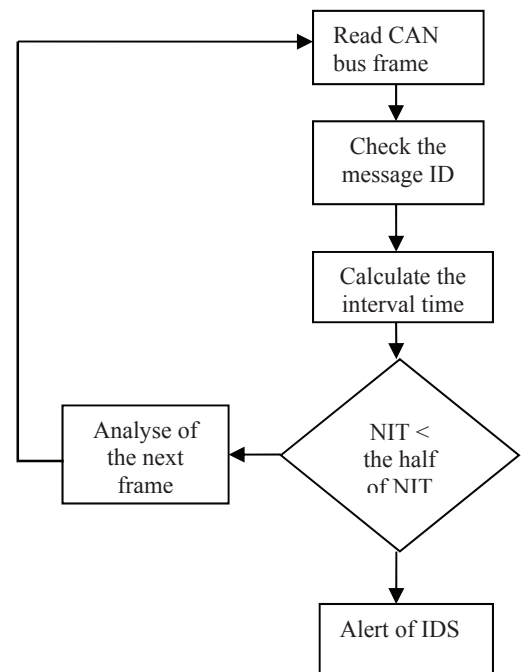 Read CAN
bus frame
Check the
message ID
Calculate the
interval time
NIT <
the half
of NIT
Analyse of
the next
frame
Alert of IDS